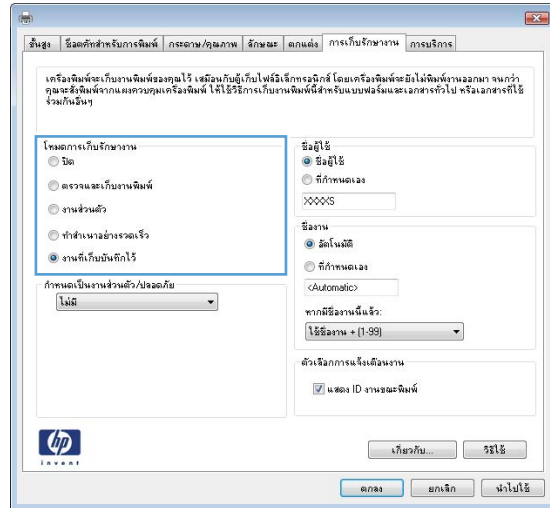 ขั้นสูง ช็อตคัทสำหรับการพิมพ์ กระดาษ/คุณภาพ ลักษณะ ตกแต่ง การเก็บรักษางาน การบริการ
เครื่องพิมพ์จะเก็บงานพิมพ์ของคุณไว้ เสมือนกับตู้เก็บไฟล์อิเล็กทรอนิกส์ โดยเครื่องพิมพ์จะยังไม่พิมพ์งานออกมา จนกว่า
คุณจะสั่งพิมพ์จากแผงควบคุมเครื่องพิมพ์ ให้ใช้วิธีการเก็บงานพิมพ์นี้สำหรับแบบฟอร์มและเอกสารทั่วไป หรือเอกสารที่ใช้
ร่วมกันอื่นๆ
โหมดการเก็บรักษางาน
ปิด
ตรวจและเก็บงานพิมพ์
งานส่วนตัว
ทำสำเนาอย่างรวดเร็ว
งานที่เก็บบันทึกไว้
กำหนดเป็นงานส่วนตัว/ปลอดภัย
ไม่มี
ชื่อผู้ใช้
ชื่อผู้ใช้
ที่กำหนดเอง
XXXXS
ชื่องาน
อัตโนมัติ
ที่กำหนดเอง
<Automatic>
หากมีชื่องานนี้แล้ว:
ใช้ชื่องาน + (1-99)
ตัวเลือกการแจ้งเตือนงาน
แสดง ID งานขณะพิมพ์
hp
invent
เกี่ยวกับ... วิธีใช้
ตกลง ยกเลิก นำไปใช้